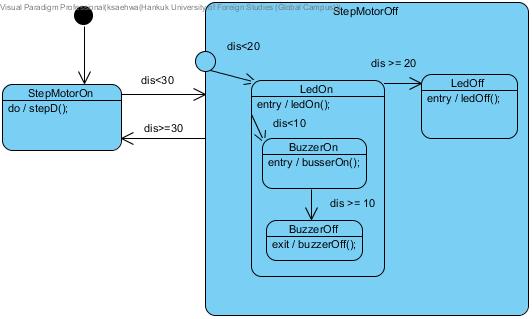 Visual Paradigm Professional(ksaehwa(Hankuk University of Foreign Studies (Global Campus))
StepMotorOff
dis<20
dis<30
dis >= 20
StepMotorOn
do / stepD();
LedOn
entry / ledOn();
LedOff
entry / ledOff();
dis>=30
dis<10
BuzzerOn
entry / busserOn();
dis >= 10
BuzzerOff
exit / buzzerOff();